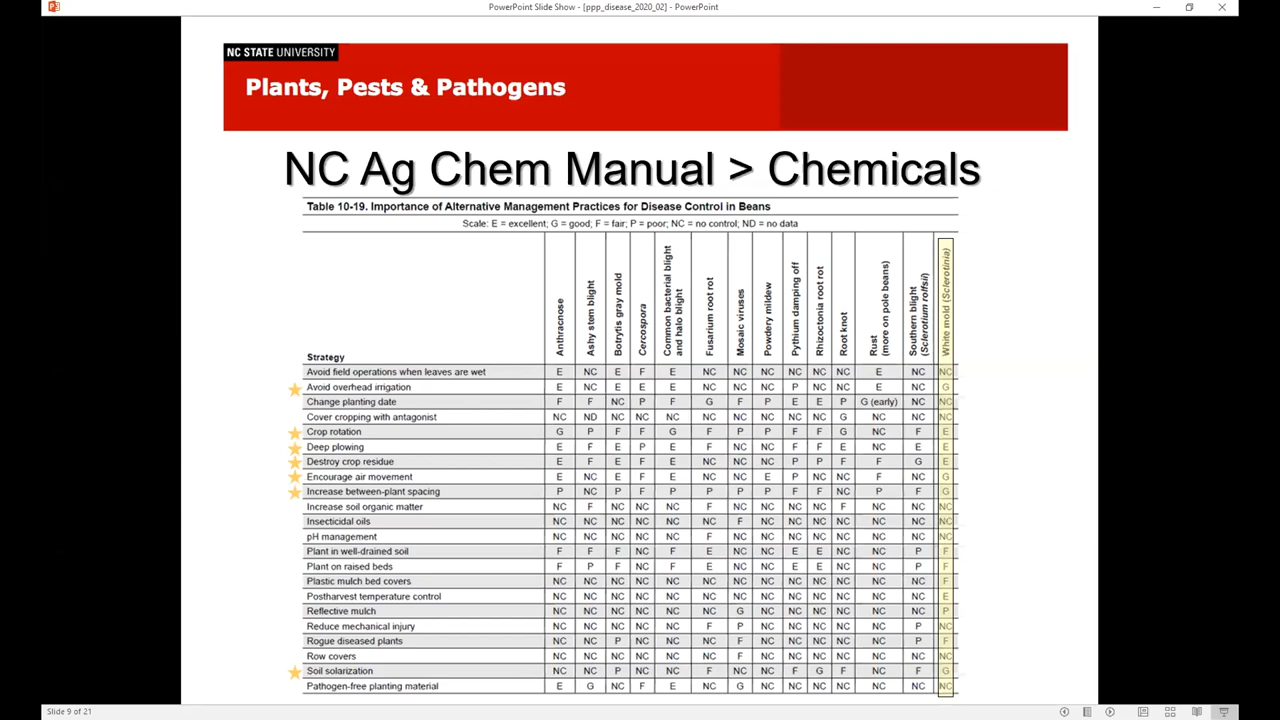 PowerPoint Slide Show - [ppp_disease_2020_02] - PowerPoint
NC STATE UNIVERSITY
Plants, Pests & Pathogens
NC Ag Chem Manual > Chemicals
Table 10-19. Importance of Alternative Management Practices for Disease Control in Beans
Scale: E = excellent; G = good; F = fair; P = poor; NC = no control; ND = no data
Strategy Anthracnose Ashy stem blight Botrytis gray mold Cercospora Common bacterial blight and halo blight Fusarium root rot Mosaic viruses Powdery mildew Pythium damping off Rhizoctonia root rot Root knot Rust (more on pole beans) Southern blight (Sclerotium rolfsii) White mold (Sclerotinia)
Avoid field operations when leaves are wet E NC E F E NC NC NC NC NC NC E NC NC
Avoid overhead irrigation E NC E E E NC NC NC P NC NC E NC G
Change planting date F F NC P F G F P E E P G (early) NC NC
Cover cropping with antagonist NC ND NC NC NC NC NC NC NC NC G NC NC NC
Crop rotation G P F F G F P P F F G NC F E
Deep plowing E F E P E F NC NC F F E NC E E
Destroy crop residue E F E F E NC NC NC P P F F G E
Encourage air movement E NC E F E NC NC E P NC NC F NC G
Increase between-plant spacing P NC P F P P P P F F NC P F G
Increase soil organic matter NC F NC NC NC F NC NC NC NC F NC NC NC
Insecticidal oils NC NC NC NC NC NC F NC NC NC NC NC NC NC
pH management NC NC NC NC NC F NC NC NC NC NC NC NC NC
Plant in well-drained soil F F F NC F E NC NC E E NC NC P F
Plant on raised beds F P F NC F E NC NC E E NC NC P F
Plastic mulch bed covers NC NC NC NC NC NC NC NC NC NC NC NC NC F
Postharvest temperature control NC NC NC NC NC NC NC NC NC NC NC NC NC E
Reflective mulch NC NC NC NC NC NC G NC NC NC NC NC NC P
Reduce mechanical injury NC NC NC NC NC F P NC NC NC NC NC P NC
Rogue diseased plants NC NC P NC NC NC F NC NC NC NC NC P F
Row covers NC NC NC NC NC NC F NC NC NC NC NC NC NC
Soil solarization NC NC P NC NC F NC NC F G F NC F G
Pathogen-free planting material E G NC F E NC G NC NC NC NC NC NC NC
Slide 9 of 21